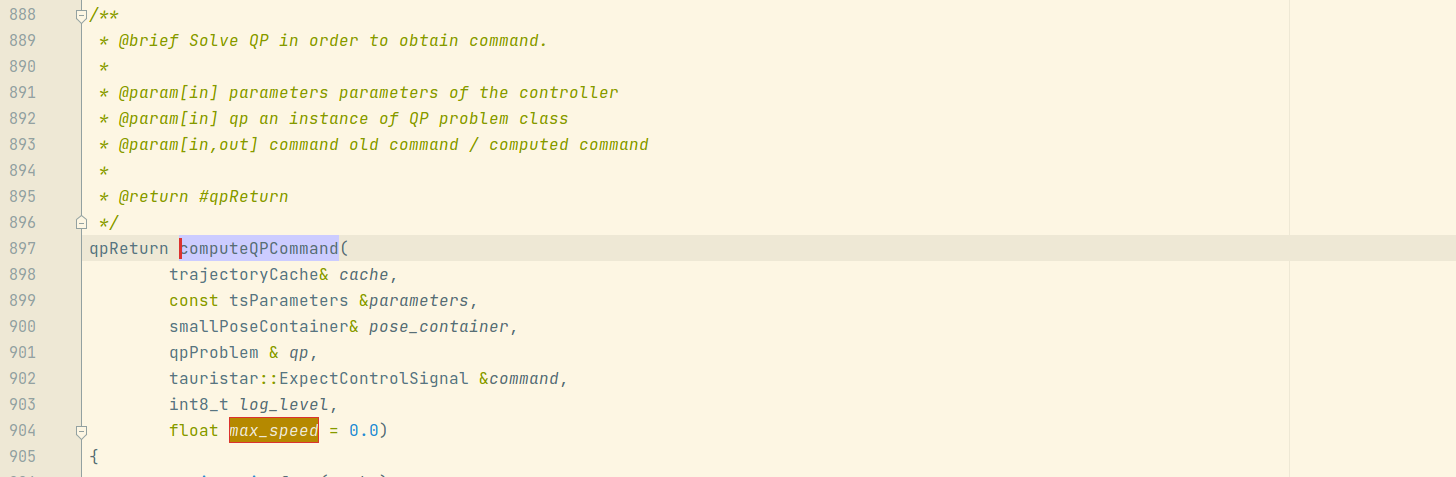 888 /**
889  * @brief Solve QP in order to obtain command.
890  *
891  * @param[in] parameters parameters of the controller
892  * @param[in] qp an instance of QP problem class
893  * @param[in,out] command old command / computed command
894  *
895  * @return #qpReturn
896  */
897 qpReturn computeQPCommand(
898         trajectoryCache& cache,
899         const tsParameters &parameters,
900         smallPoseContainer& pose_container,
901         qpProblem & qp,
902         tauristar::ExpectControlSignal &command,
903         int8_t log_level,
904         float max_speed = 0.0)
905 {